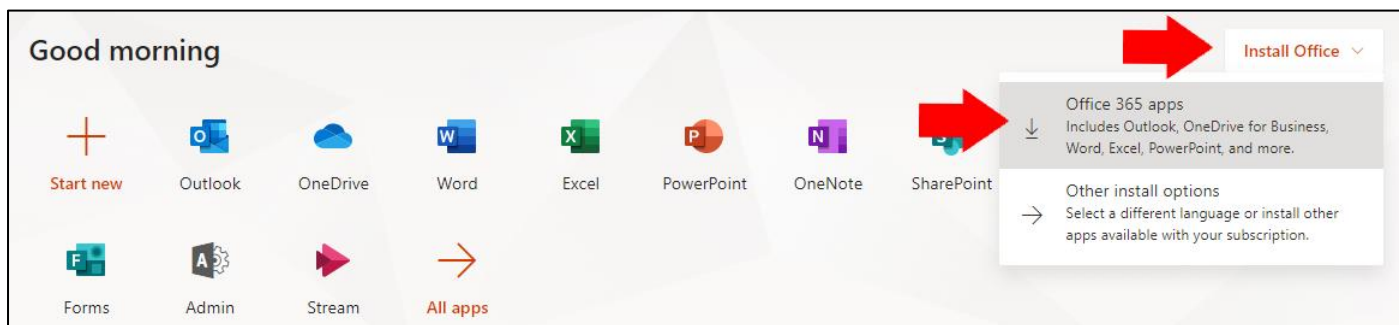 Good morning
Install Office
Office 365 apps
Includes Outlook, OneDrive for Business,
Word, Excel, PowerPoint, and more.
Start new Outlook OneDrive Word Excel PowerPoint OneNote SharePoint
Other install options
Select a different language or install other
apps available with your subscription.
Forms Admin Stream All apps